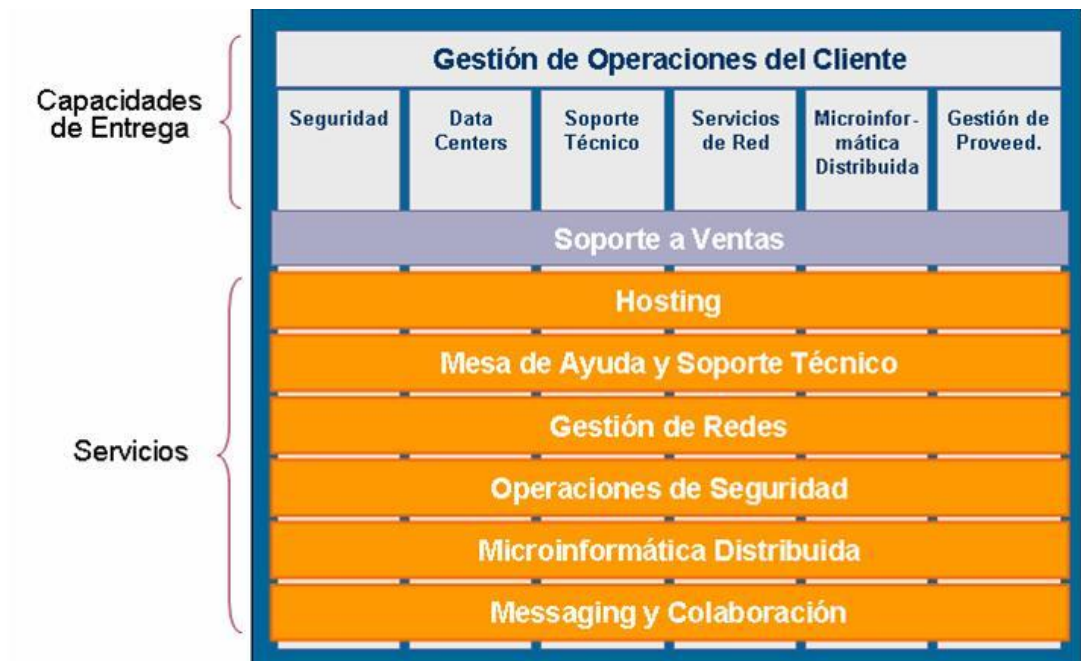 Capacidades
de Entrega
Gestión de Operaciones del Cliente
Seguridad
Data
Centers
Soporte
Técnico
Servicios
de Red
Microinfor-
mática
Distribuida
Gestión de
Proveed.
Soporte a Ventas
Servicios
Hosting
Mesa de Ayuda y Soporte Técnico
Gestión de Redes
Operaciones de Seguridad
Microinformática Distribuida
Messaging y Colaboración